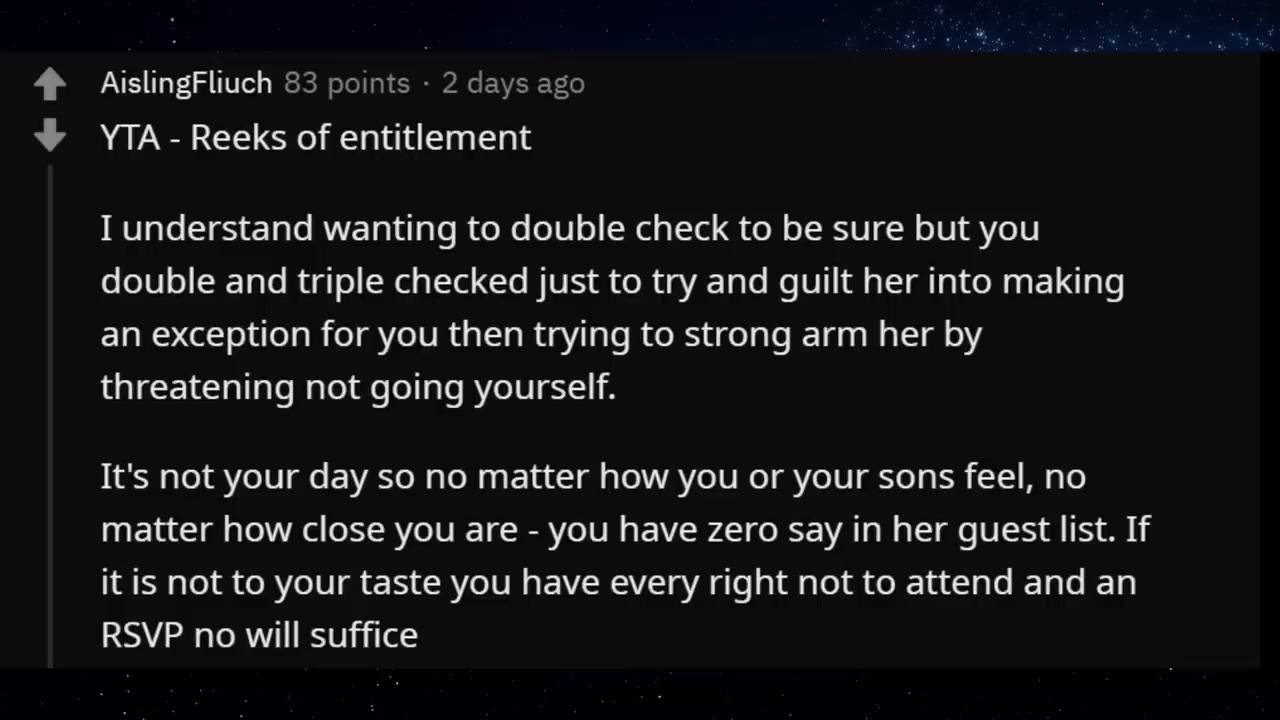 AislingFliuch 83 points · 2 days ago
YTA - Reeks of entitlement
I understand wanting to double check to be sure but you
double and triple checked just to try and guilt her into making
an exception for you then trying to strong arm her by
threatening not going yourself.
It's not your day so no matter how you or your sons feel, no
matter how close you are - you have zero say in her guest list. If
it is not to your taste you have every right not to attend and an
RSVP no will suffice